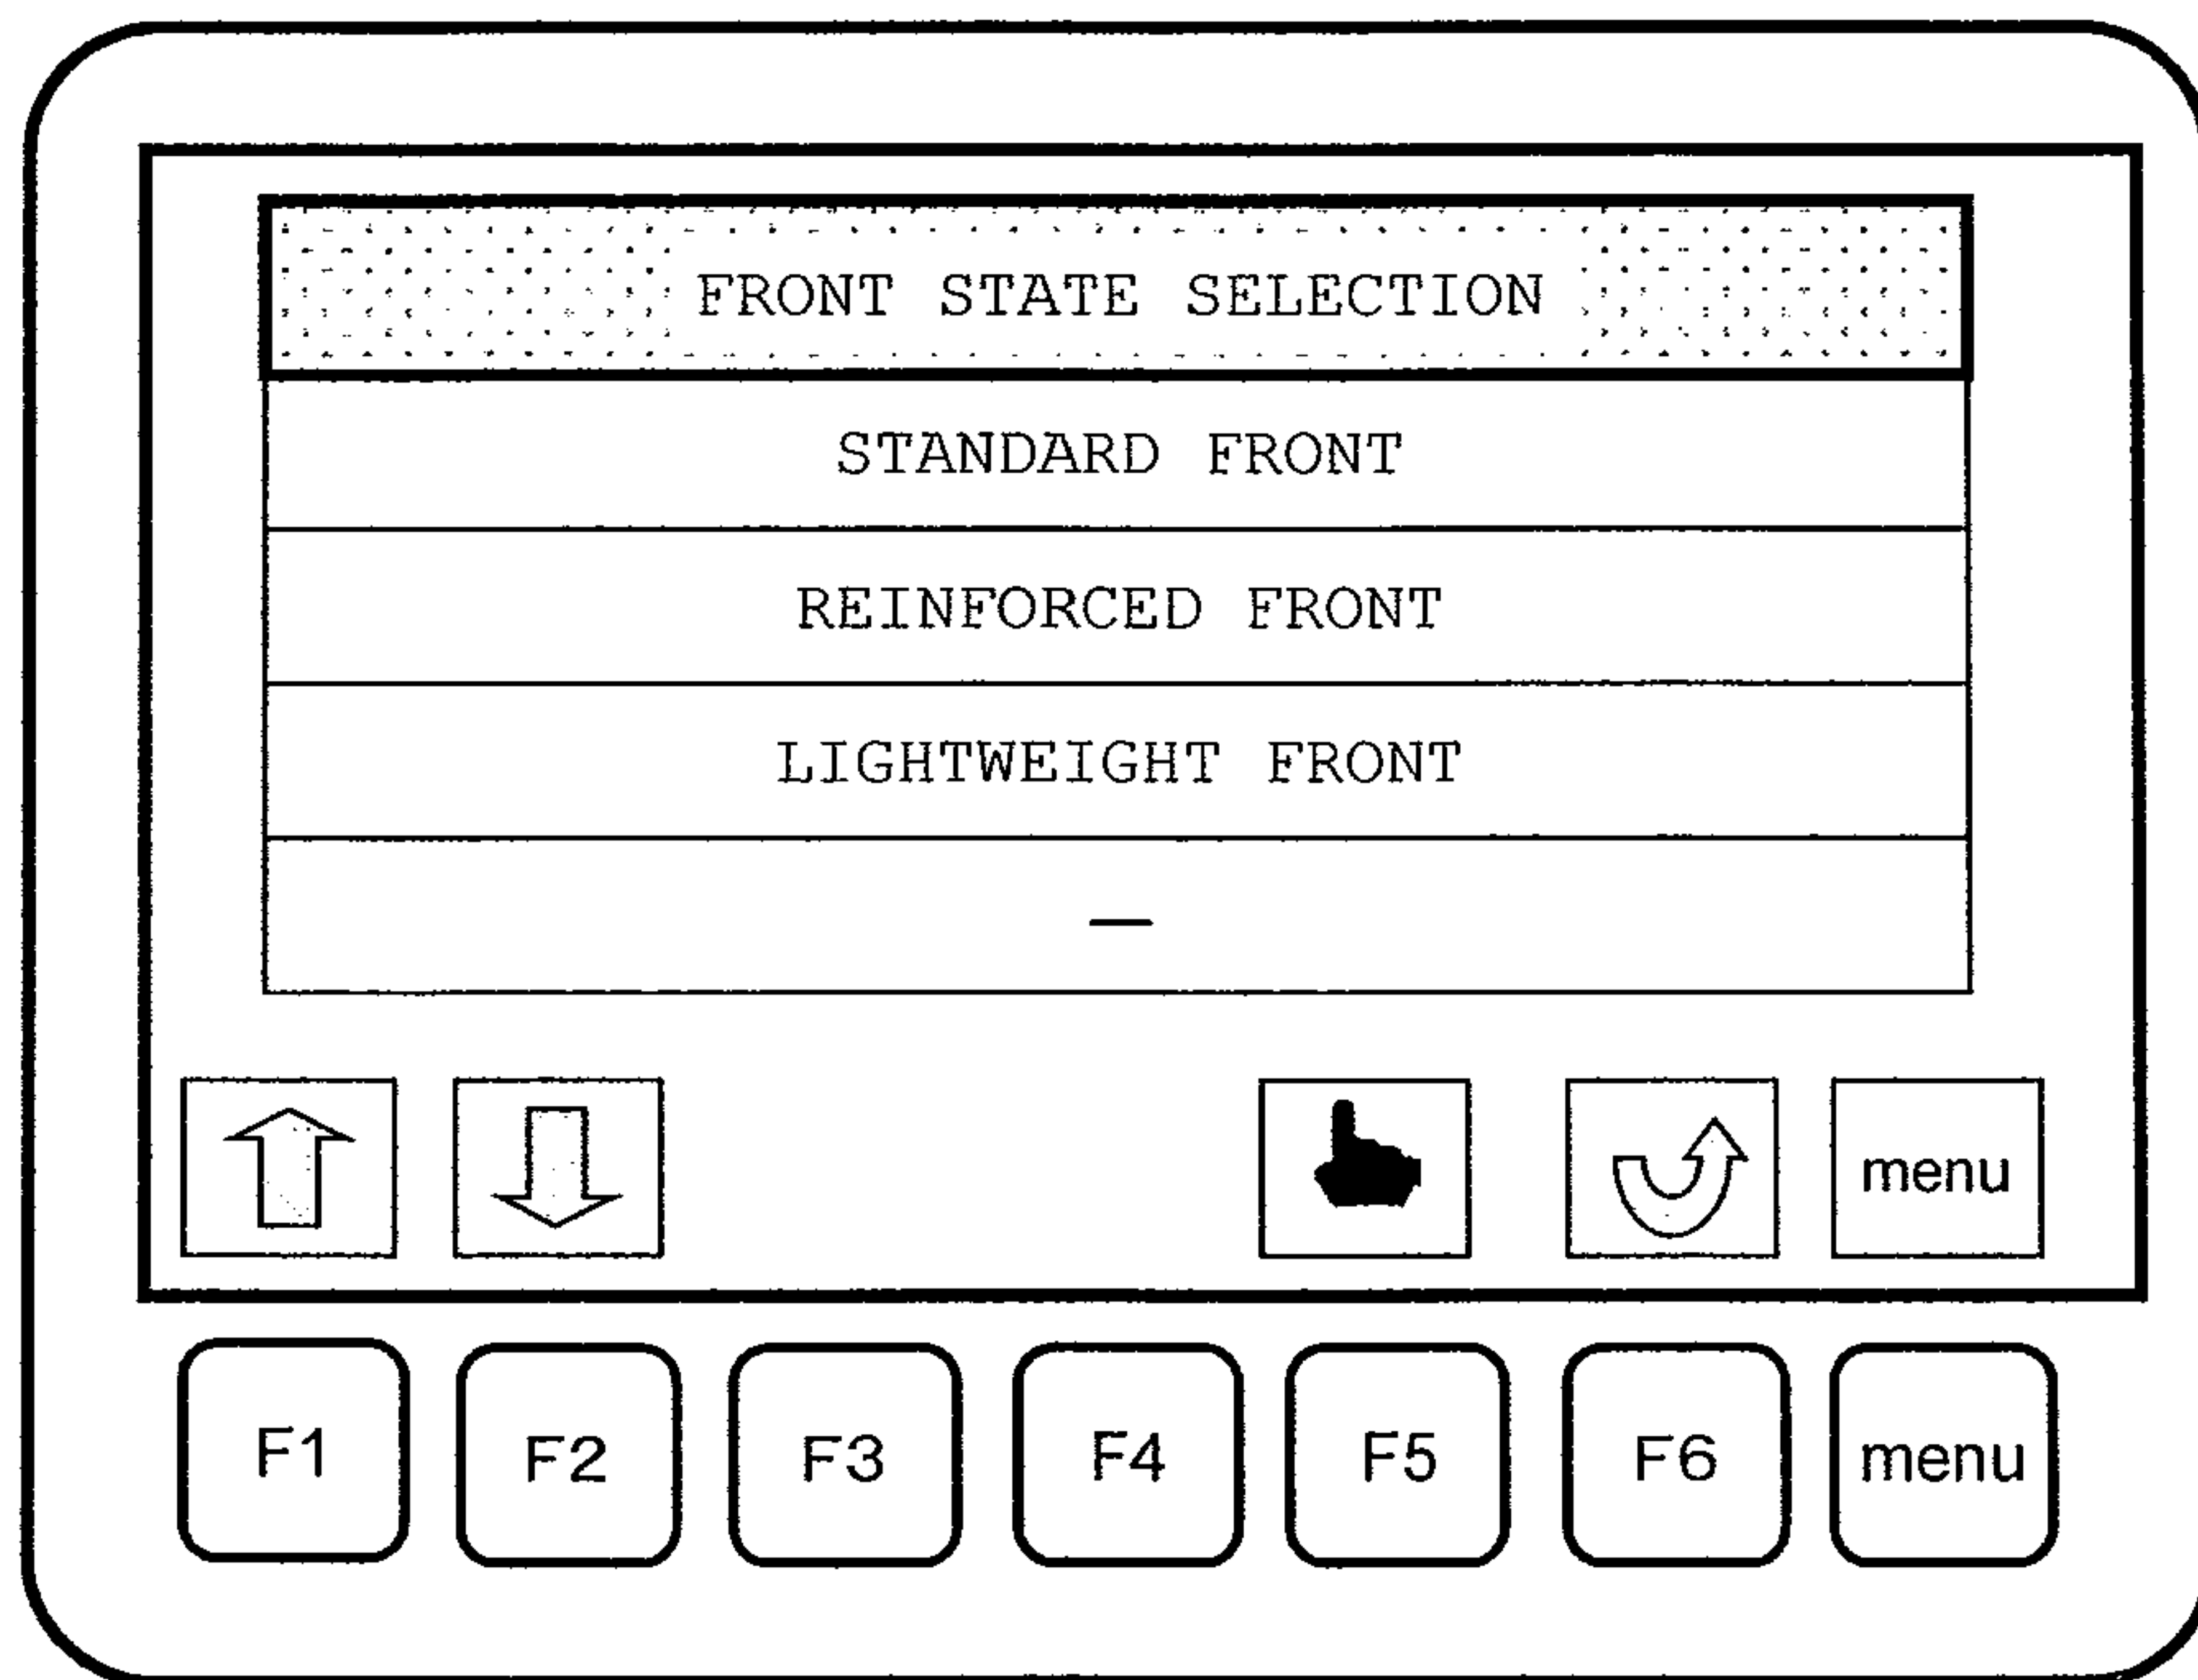 FRONT STATE SELECTION
STANDARD FRONT
REINFORCED FRONT
LIGHTWEIGHT FRONT
—
menu
F1 F2 F3 F4 F5 F6 menu